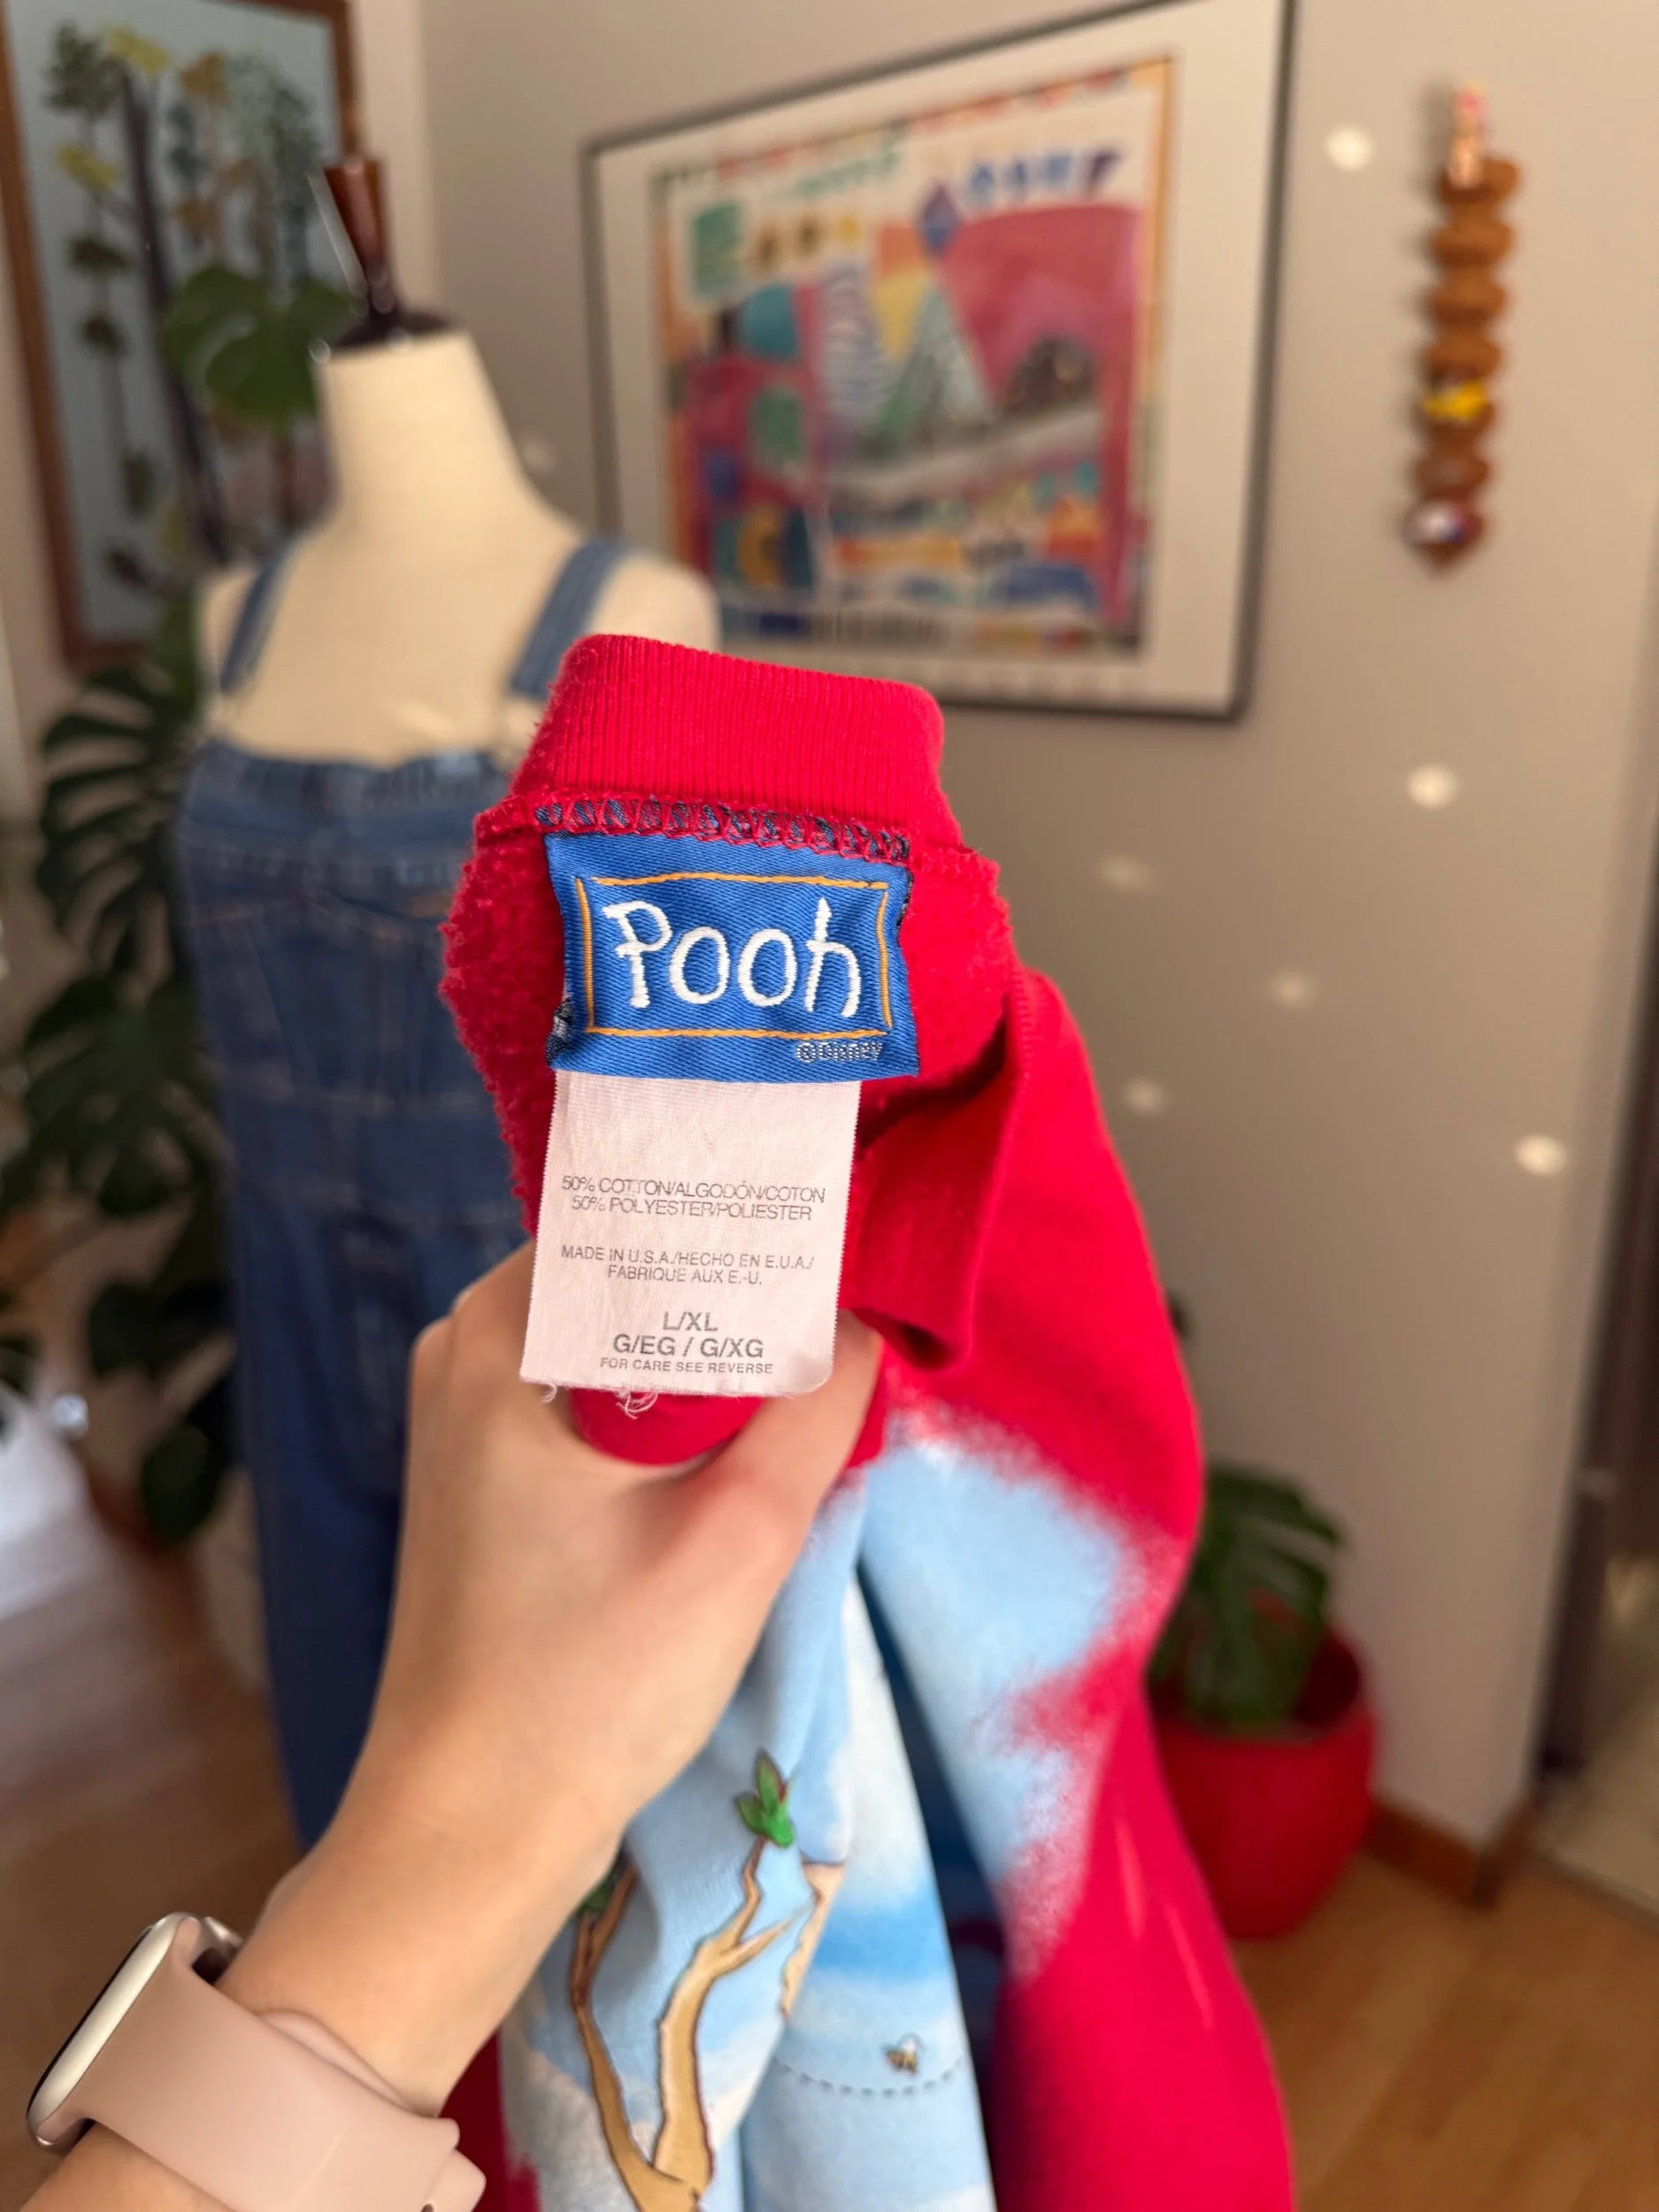 Pooh
©Disney
50% COTTON/ALGODÓN/COTON
50% POLYESTER/POLIESTER
MADE IN U.S.A./HECHO EN E.U.A./
FABRIQUE AUX E.-U.
L/XL
G/EG / G/XG
FOR CARE SEE REVERSE